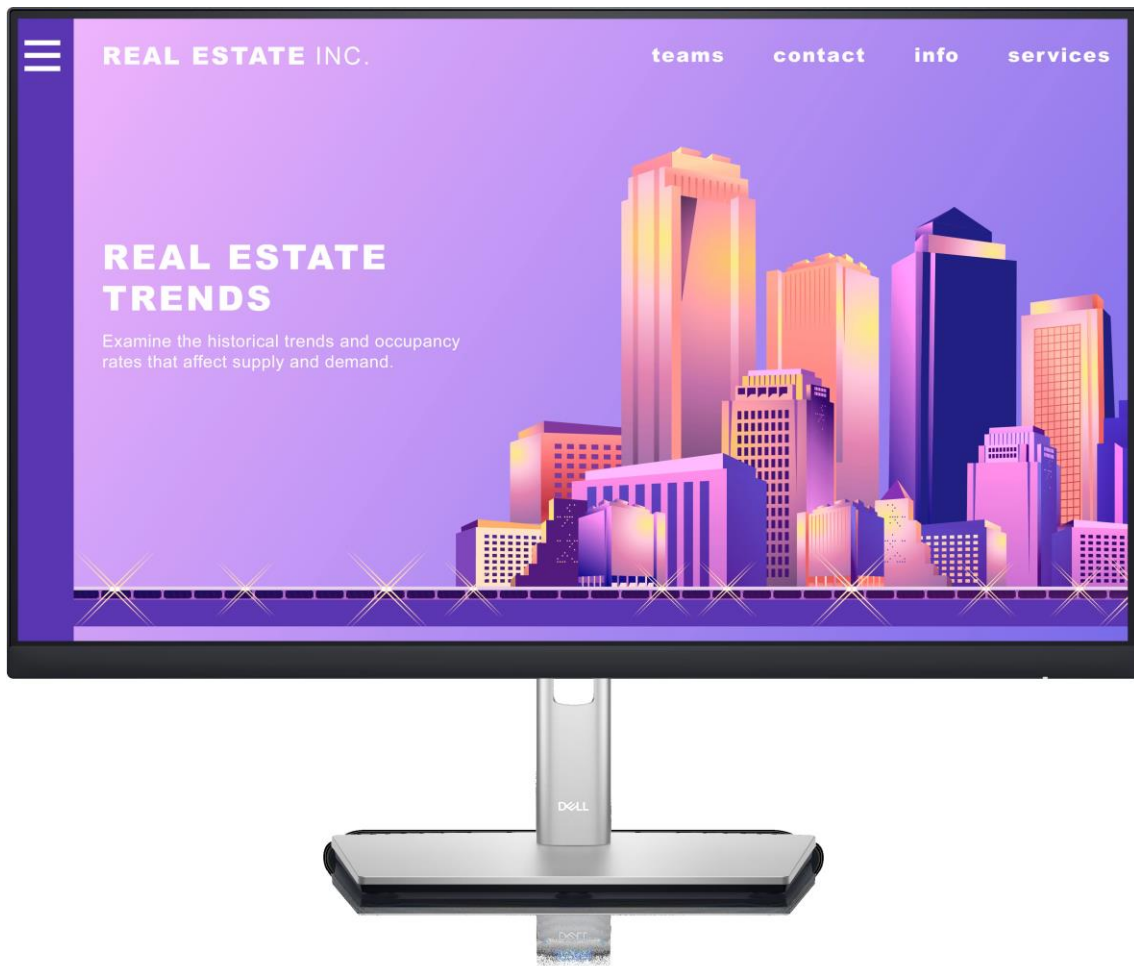 REAL ESTATE INC.
teams contact info services
REAL ESTATE
TRENDS
Examine the historical trends and occupancy
rates that affect supply and demand.
DELL